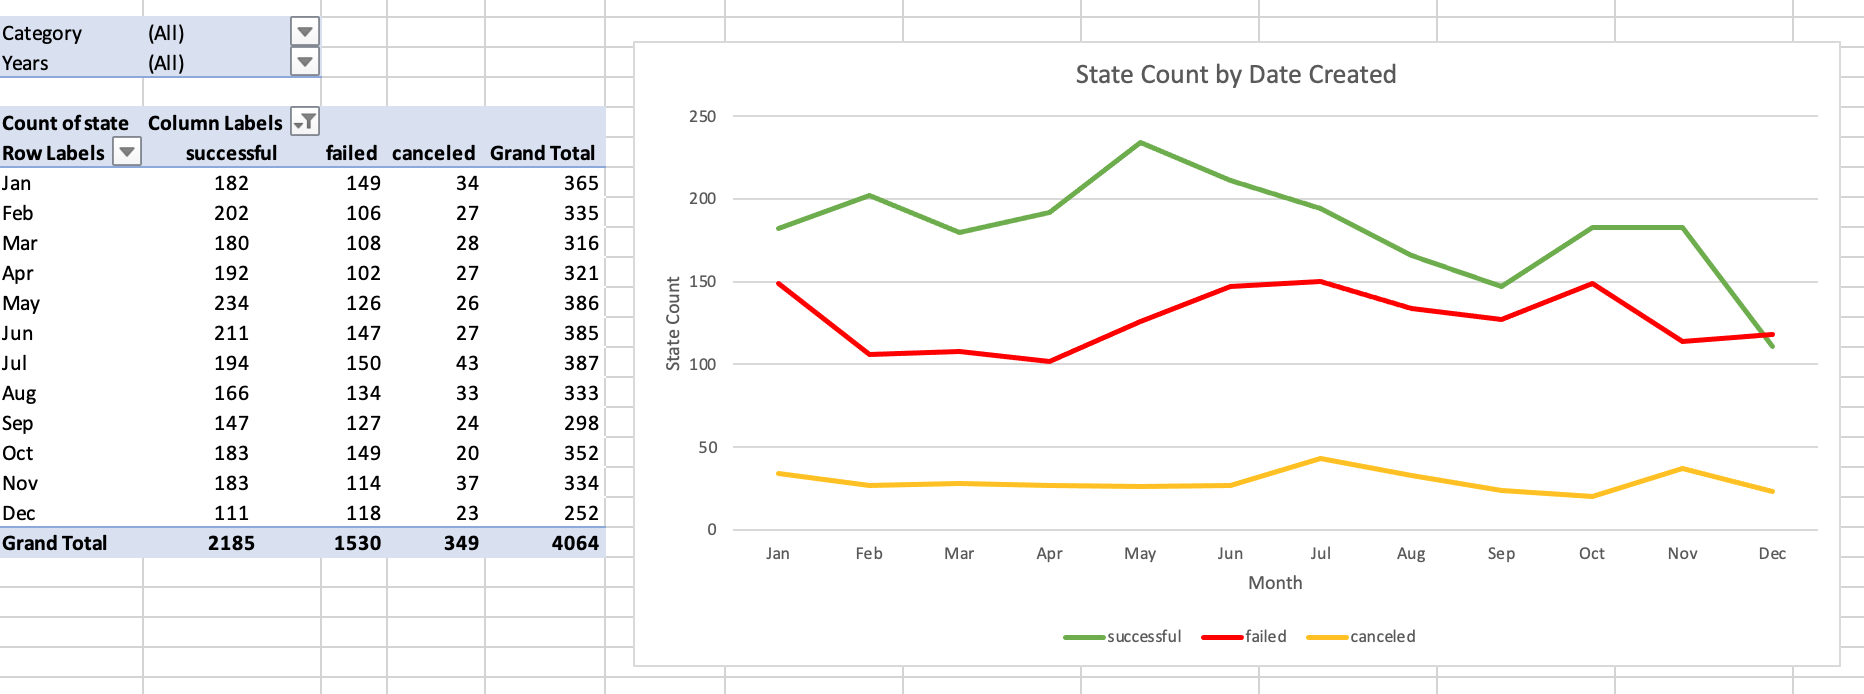 Category (All)
Years (All)
Count of state Column Labels
Row Labels successful failed canceled Grand Total
Jan 182 149 34 365
Feb 202 106 27 335
Mar 180 108 28 316
Apr 192 102 27 321
May 234 126 26 386
Jun 211 147 27 385
Jul 194 150 43 387
Aug 166 134 33 333
Sep 147 127 24 298
Oct 183 149 20 352
Nov 183 114 37 334
Dec 111 118 23 252
Grand Total 2185 1530 349 4064
State Count by Date Created
250
200
150
100
50
0
State Count
Jan Feb Mar Apr May Jun Jul Aug Sep Oct Nov Dec
Month
successful failed canceled